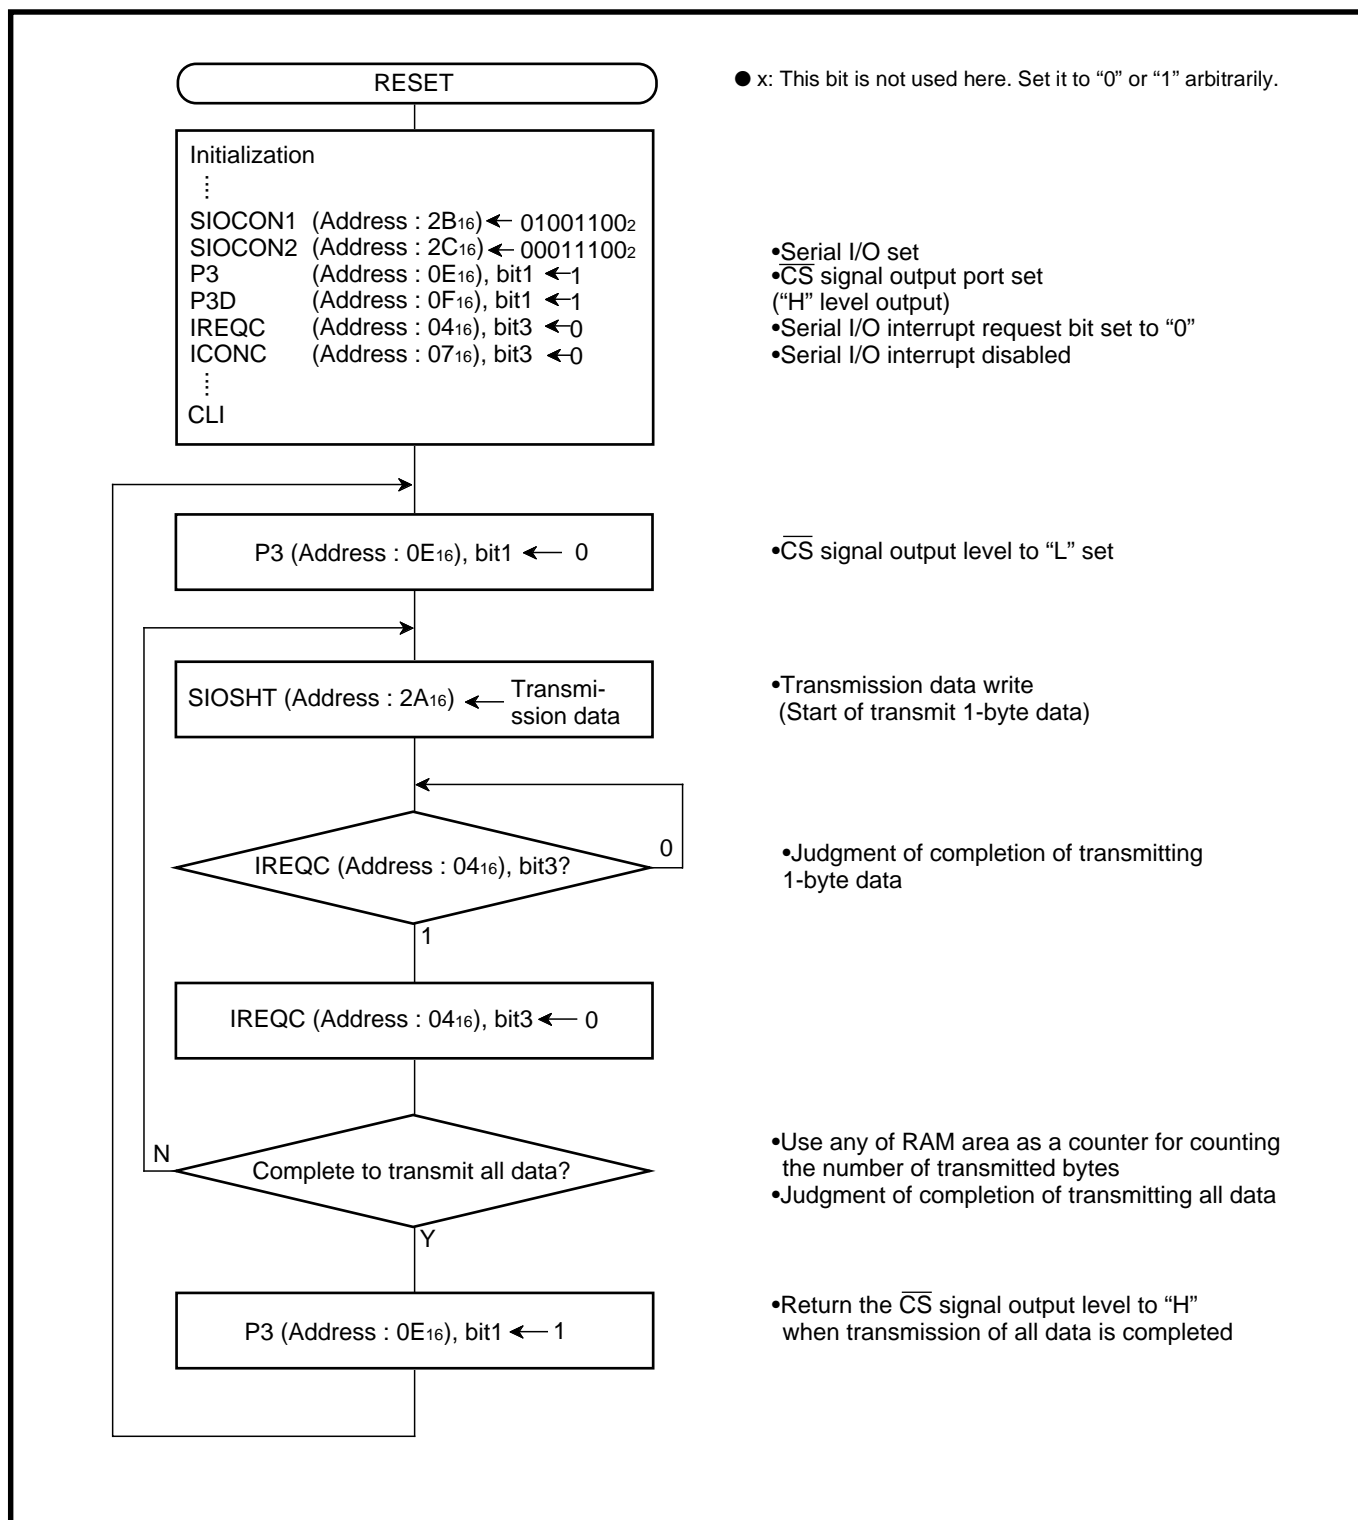 RESET
● x: This bit is not used here. Set it to “0” or “1” arbitrarily.
Initialization
SIOCON1 (Address : 2B16) ← 010011002
SIOCON2 (Address : 2C16) ← 000111002
P3 (Address : 0E16), bit1 ← 1
P3D (Address : 0F16), bit1 ← 1
IREQC (Address : 0416), bit3 ← 0
ICONC (Address : 0716), bit3 ← 0
CLI
•Serial I/O set
•C̅S̅ signal output port set
(“H” level output)
•Serial I/O interrupt request bit set to “0”
•Serial I/O interrupt disabled
P3 (Address : 0E16), bit1 ← 0
•C̅S̅ signal output level to “L” set
SIOSHT (Address : 2A16) ← Transmi-
ssion data
•Transmission data write
(Start of transmit 1-byte data)
IREQC (Address : 0416), bit3?
0
1
•Judgment of completion of transmitting
1-byte data
IREQC (Address : 0416), bit3 ← 0
N
Complete to transmit all data?
Y
•Use any of RAM area as a counter for counting
the number of transmitted bytes
•Judgment of completion of transmitting all data
P3 (Address : 0E16), bit1 ← 1
•Return the C̅S̅ signal output level to “H”
when transmission of all data is completed